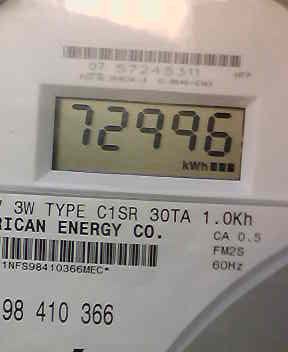 07 57245311
72996
kWh
3W TYPE C1SR 30TA 1.0Kh
RICAN ENERGY CO. CA 0.5
FM2S
1NFS98410366MEC* 60Hz
98 410 366